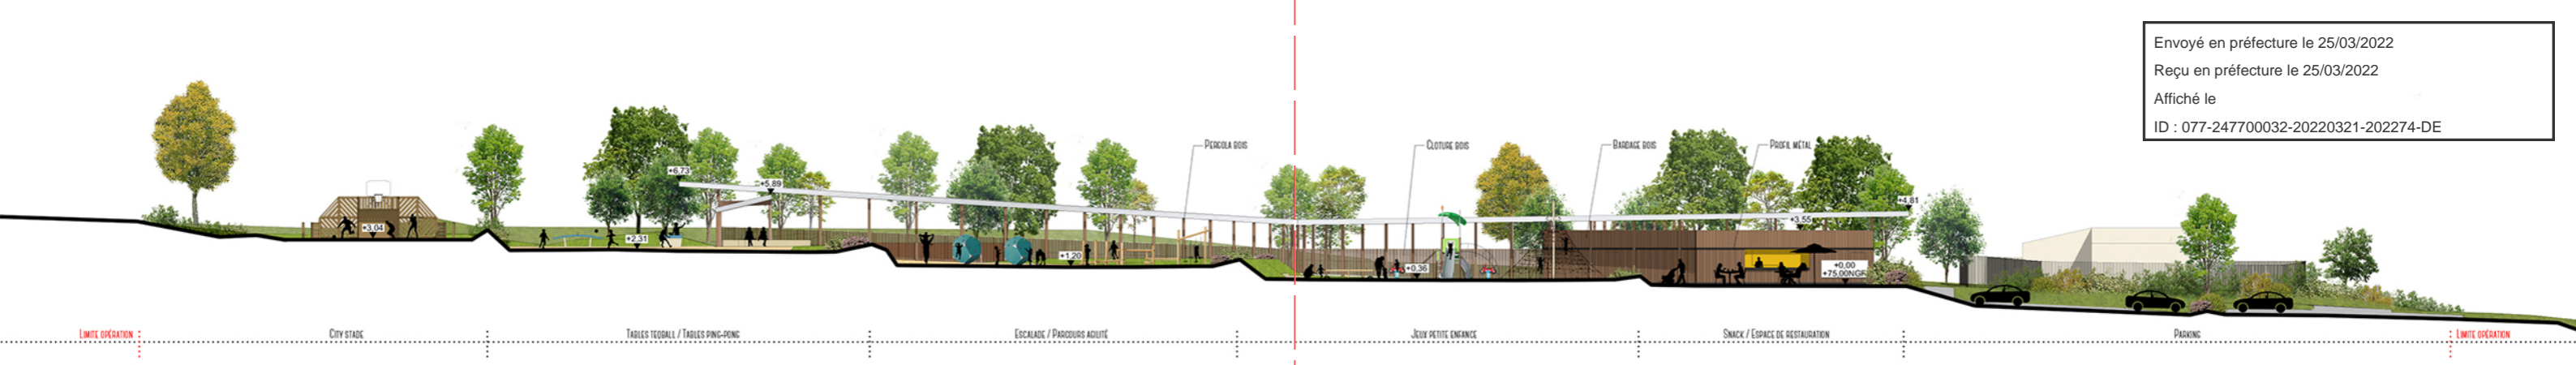 Envoyé en préfecture le 25/03/2022
Reçu en préfecture le 25/03/2022
Affiché le
ID : 077-247700032-20220321-202274-DE
PERGOLA BOIS
CLOTURE BOIS
BARDAGE BOIS
PROFIL MÉTAL
+6.73
+5.89
+4.81
+3.55
+3.04
+2.31
+1.20
+0,36
+0,00
+75.00NGF
LIMITE OPÉRATION
CITY STADE
TABLES TEQBALL / TABLES PING-PONG
ESCALADE / PARCOURS AGILITÉ
JEUX PETITE ENFANCE
SNACK / ESPACE DE RESTAURATION
PARKING
LIMITE OPÉRATION